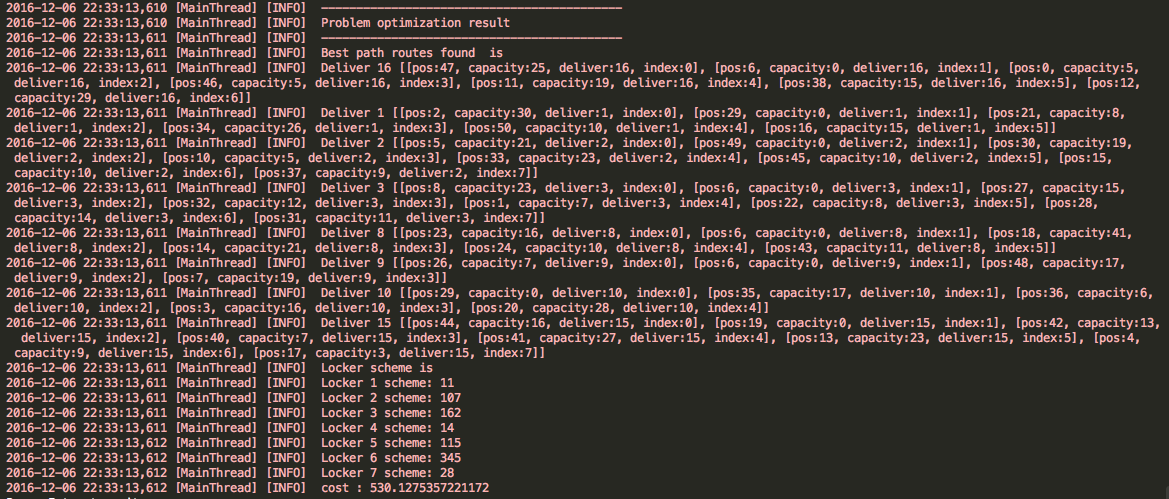 2016-12-06 22:33:13,610 [MainThread] [INFO]  -------------------------------------------
2016-12-06 22:33:13,610 [MainThread] [INFO]  Problem optimization result
2016-12-06 22:33:13,611 [MainThread] [INFO]  -------------------------------------------
2016-12-06 22:33:13,611 [MainThread] [INFO]  Best path routes found  is
2016-12-06 22:33:13,611 [MainThread] [INFO]  Deliver 16 [[pos:47, capacity:25, deliver:16, index:0], [pos:6, capacity:0, deliver:16, index:1], [pos:0, capacity:5,
deliver:16, index:2], [pos:46, capacity:5, deliver:16, index:3], [pos:11, capacity:19, deliver:16, index:4], [pos:38, capacity:15, deliver:16, index:5], [pos:12,
capacity:29, deliver:16, index:6]]
2016-12-06 22:33:13,611 [MainThread] [INFO]  Deliver 1 [[pos:2, capacity:30, deliver:1, index:0], [pos:29, capacity:0, deliver:1, index:1], [pos:21, capacity:8,
deliver:1, index:2], [pos:34, capacity:26, deliver:1, index:3], [pos:50, capacity:10, deliver:1, index:4], [pos:16, capacity:15, deliver:1, index:5]]
2016-12-06 22:33:13,611 [MainThread] [INFO]  Deliver 2 [[pos:5, capacity:21, deliver:2, index:0], [pos:49, capacity:0, deliver:2, index:1], [pos:30, capacity:19,
deliver:2, index:2], [pos:10, capacity:5, deliver:2, index:3], [pos:33, capacity:23, deliver:2, index:4], [pos:45, capacity:10, deliver:2, index:5], [pos:15,
capacity:10, deliver:2, index:6], [pos:37, capacity:9, deliver:2, index:7]]
2016-12-06 22:33:13,611 [MainThread] [INFO]  Deliver 3 [[pos:8, capacity:23, deliver:3, index:0], [pos:6, capacity:0, deliver:3, index:1], [pos:27, capacity:15,
deliver:3, index:2], [pos:32, capacity:12, deliver:3, index:3], [pos:1, capacity:7, deliver:3, index:4], [pos:22, capacity:8, deliver:3, index:5], [pos:28,
capacity:14, deliver:3, index:6], [pos:31, capacity:11, deliver:3, index:7]]
2016-12-06 22:33:13,611 [MainThread] [INFO]  Deliver 8 [[pos:23, capacity:16, deliver:8, index:0], [pos:6, capacity:0, deliver:8, index:1], [pos:18, capacity:41,
deliver:8, index:2], [pos:14, capacity:21, deliver:8, index:3], [pos:24, capacity:10, deliver:8, index:4], [pos:43, capacity:11, deliver:8, index:5]]
2016-12-06 22:33:13,611 [MainThread] [INFO]  Deliver 9 [[pos:26, capacity:7, deliver:9, index:0], [pos:6, capacity:0, deliver:9, index:1], [pos:48, capacity:17,
deliver:9, index:2], [pos:7, capacity:19, deliver:9, index:3]]
2016-12-06 22:33:13,611 [MainThread] [INFO]  Deliver 10 [[pos:29, capacity:0, deliver:10, index:0], [pos:35, capacity:17, deliver:10, index:1], [pos:36, capacity:6,
deliver:10, index:2], [pos:3, capacity:16, deliver:10, index:3], [pos:20, capacity:28, deliver:10, index:4]]
2016-12-06 22:33:13,611 [MainThread] [INFO]  Deliver 15 [[pos:44, capacity:16, deliver:15, index:0], [pos:19, capacity:0, deliver:15, index:1], [pos:42, capacity:13,
deliver:15, index:2], [pos:40, capacity:7, deliver:15, index:3], [pos:41, capacity:27, deliver:15, index:4], [pos:13, capacity:23, deliver:15, index:5], [pos:4,
capacity:9, deliver:15, index:6], [pos:17, capacity:3, deliver:15, index:7]]
2016-12-06 22:33:13,611 [MainThread] [INFO]  Locker scheme is
2016-12-06 22:33:13,611 [MainThread] [INFO]  Locker 1 scheme: 11
2016-12-06 22:33:13,611 [MainThread] [INFO]  Locker 2 scheme: 107
2016-12-06 22:33:13,611 [MainThread] [INFO]  Locker 3 scheme: 162
2016-12-06 22:33:13,611 [MainThread] [INFO]  Locker 4 scheme: 14
2016-12-06 22:33:13,612 [MainThread] [INFO]  Locker 5 scheme: 115
2016-12-06 22:33:13,612 [MainThread] [INFO]  Locker 6 scheme: 345
2016-12-06 22:33:13,612 [MainThread] [INFO]  Locker 7 scheme: 28
2016-12-06 22:33:13,612 [MainThread] [INFO]  cost : 530.1275357221172